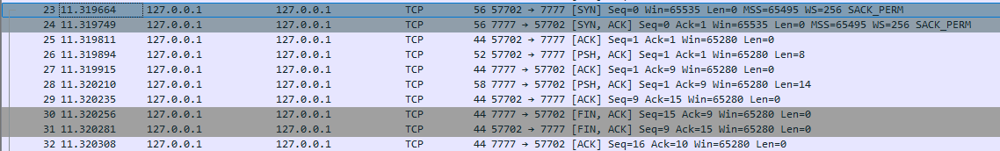 23 11.319664 127.0.0.1 127.0.0.1 TCP 56 57702 → 7777 [SYN] Seq=0 Win=65535 Len=0 MSS=65495 WS=256 SACK_PERM
24 11.319749 127.0.0.1 127.0.0.1 TCP 56 7777 → 57702 [SYN, ACK] Seq=0 Ack=1 Win=65535 Len=0 MSS=65495 WS=256 SACK_PERM
25 11.319811 127.0.0.1 127.0.0.1 TCP 44 57702 → 7777 [ACK] Seq=1 Ack=1 Win=65280 Len=0
26 11.319894 127.0.0.1 127.0.0.1 TCP 52 57702 → 7777 [PSH, ACK] Seq=1 Ack=1 Win=65280 Len=8
27 11.319915 127.0.0.1 127.0.0.1 TCP 44 7777 → 57702 [ACK] Seq=1 Ack=9 Win=65280 Len=0
28 11.320210 127.0.0.1 127.0.0.1 TCP 58 7777 → 57702 [PSH, ACK] Seq=1 Ack=9 Win=65280 Len=14
29 11.320235 127.0.0.1 127.0.0.1 TCP 44 57702 → 7777 [ACK] Seq=9 Ack=15 Win=65280 Len=0
30 11.320256 127.0.0.1 127.0.0.1 TCP 44 7777 → 57702 [FIN, ACK] Seq=15 Ack=9 Win=65280 Len=0
31 11.320281 127.0.0.1 127.0.0.1 TCP 44 57702 → 7777 [FIN, ACK] Seq=9 Ack=15 Win=65280 Len=0
32 11.320308 127.0.0.1 127.0.0.1 TCP 44 7777 → 57702 [ACK] Seq=16 Ack=10 Win=65280 Len=0